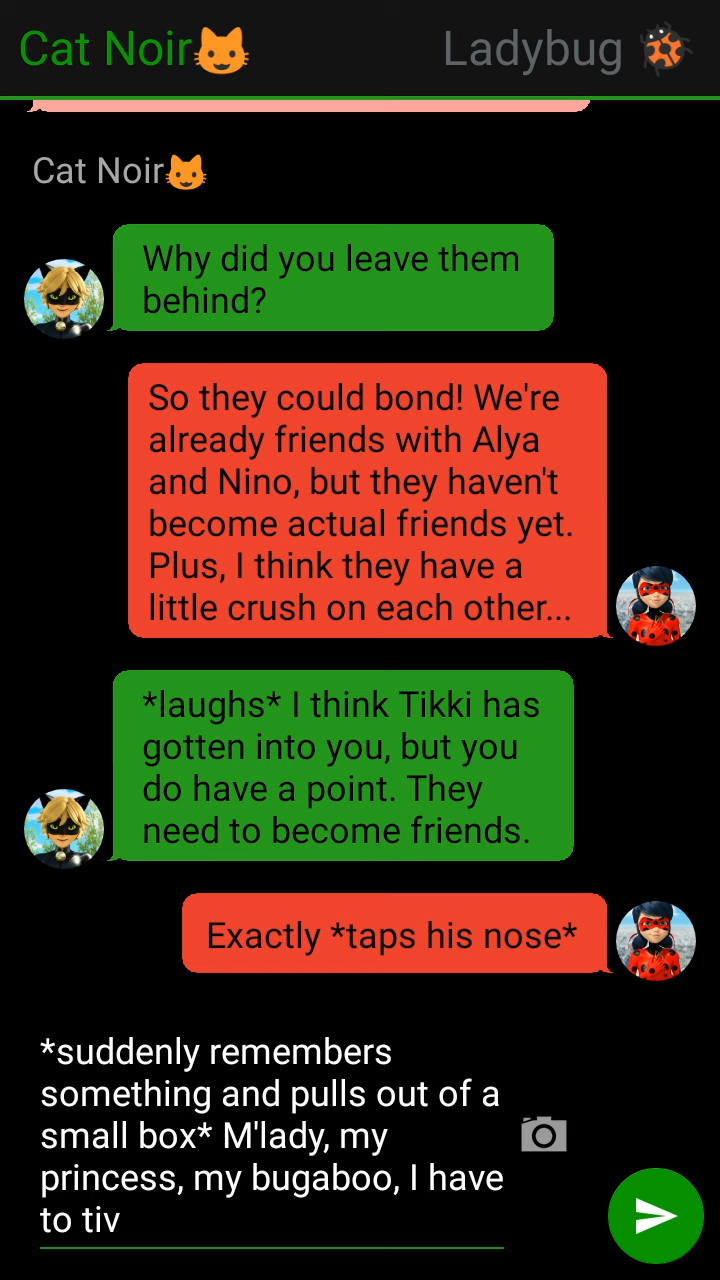 Cat Noir🐱 Ladybug 🐞
Cat Noir🐱
Why did you leave them
behind?
So they could bond! We're
already friends with Alya
and Nino, but they haven't
become actual friends yet.
Plus, I think they have a
little crush on each other...
*laughs* I think Tikki has
gotten into you, but you
do have a point. They
need to become friends.
Exactly *taps his nose*
*suddenly remembers
something and pulls out of a
small box* M'lady, my
princess, my bugaboo, I have
to tiv